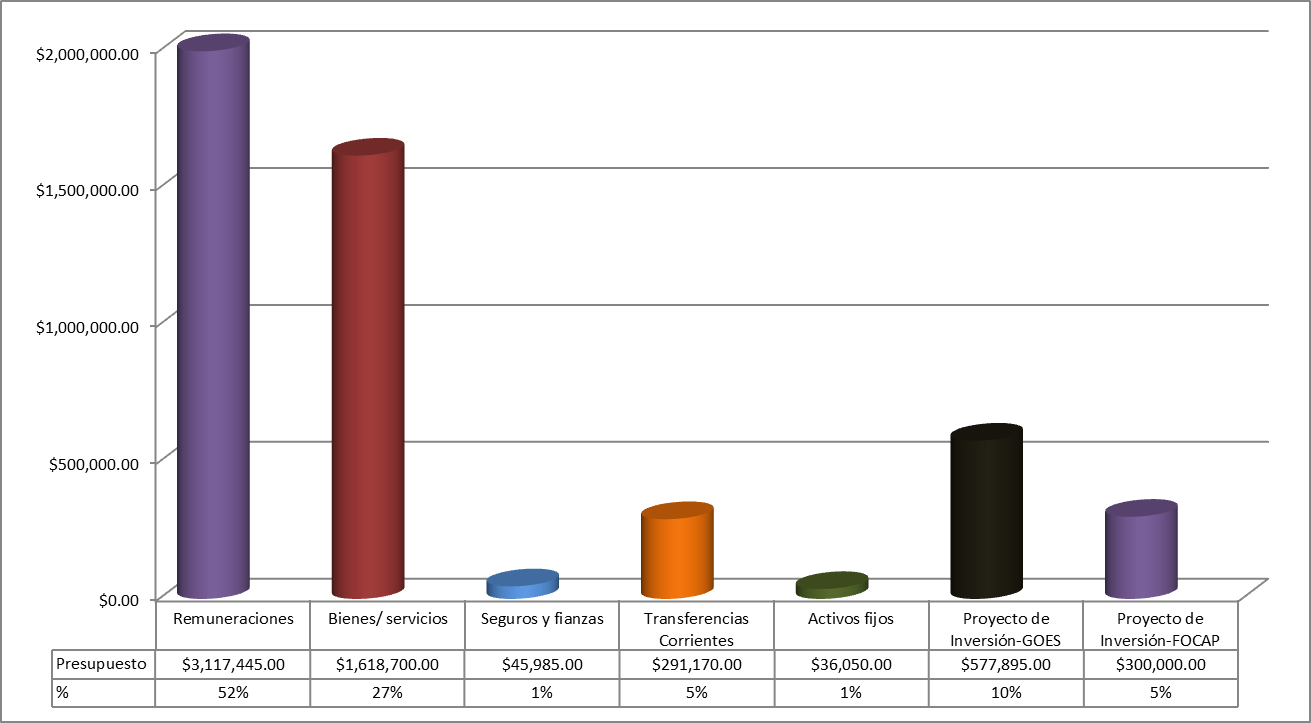 $2,000,000.00
$1,500,000.00
$1,000,000.00
$500,000.00
$0.00
Remuneraciones Bienes/ servicios Seguros y fianzas Transferencias Corrientes Activos fijos Proyecto de Inversión-GOES Proyecto de Inversión-FOCAP
Presupuesto $3,117,445.00 $1,618,700.00 $45,985.00 $291,170.00 $36,050.00 $577,895.00 $300,000.00
% 52% 27% 1% 5% 1% 10% 5%